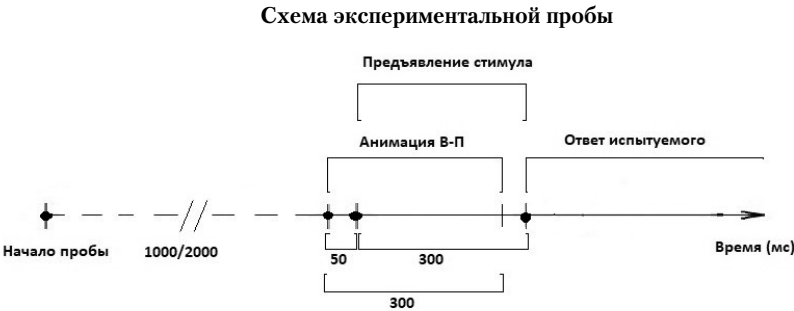 Схема экспериментальной пробы
Предъявление стимула
Анимация В-П
Ответ испытуемого
Начало пробы
1000/2000
50
300
Время (мс)
300